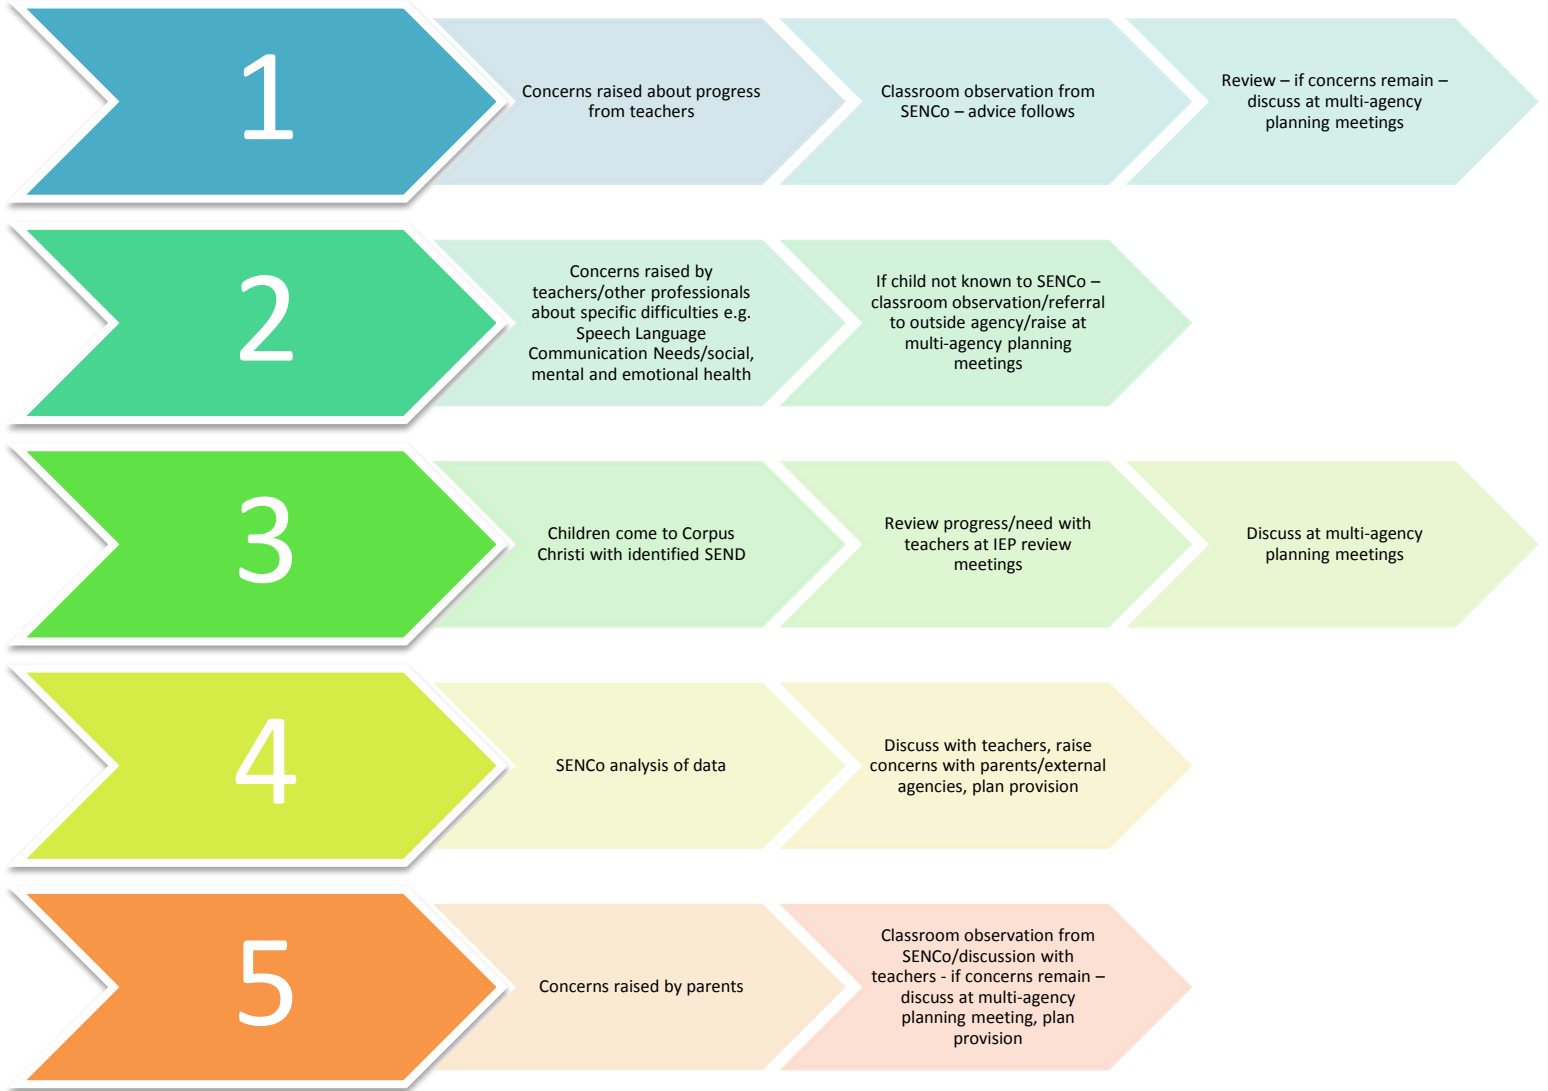 1
Concerns raised about progress
from teachers
Classroom observation from
SENCo – advice follows
Review – if concerns remain –
discuss at multi-agency
planning meetings
2
Concerns raised by
teachers/other professionals
about specific difficulties e.g.
Speech Language
Communication Needs/social,
mental and emotional health
If child not known to SENCo –
classroom observation/referral
to outside agency/raise at
multi-agency planning
meetings
3
Children come to Corpus
Christi with identified SEND
Review progress/need with
teachers at IEP review
meetings
Discuss at multi-agency
planning meetings
4
SENCo analysis of data
Discuss with teachers, raise
concerns with parents/external
agencies, plan provision
5
Concerns raised by parents
Classroom observation from
SENCo/discussion with
teachers - if concerns remain –
discuss at multi-agency
planning meeting, plan
provision